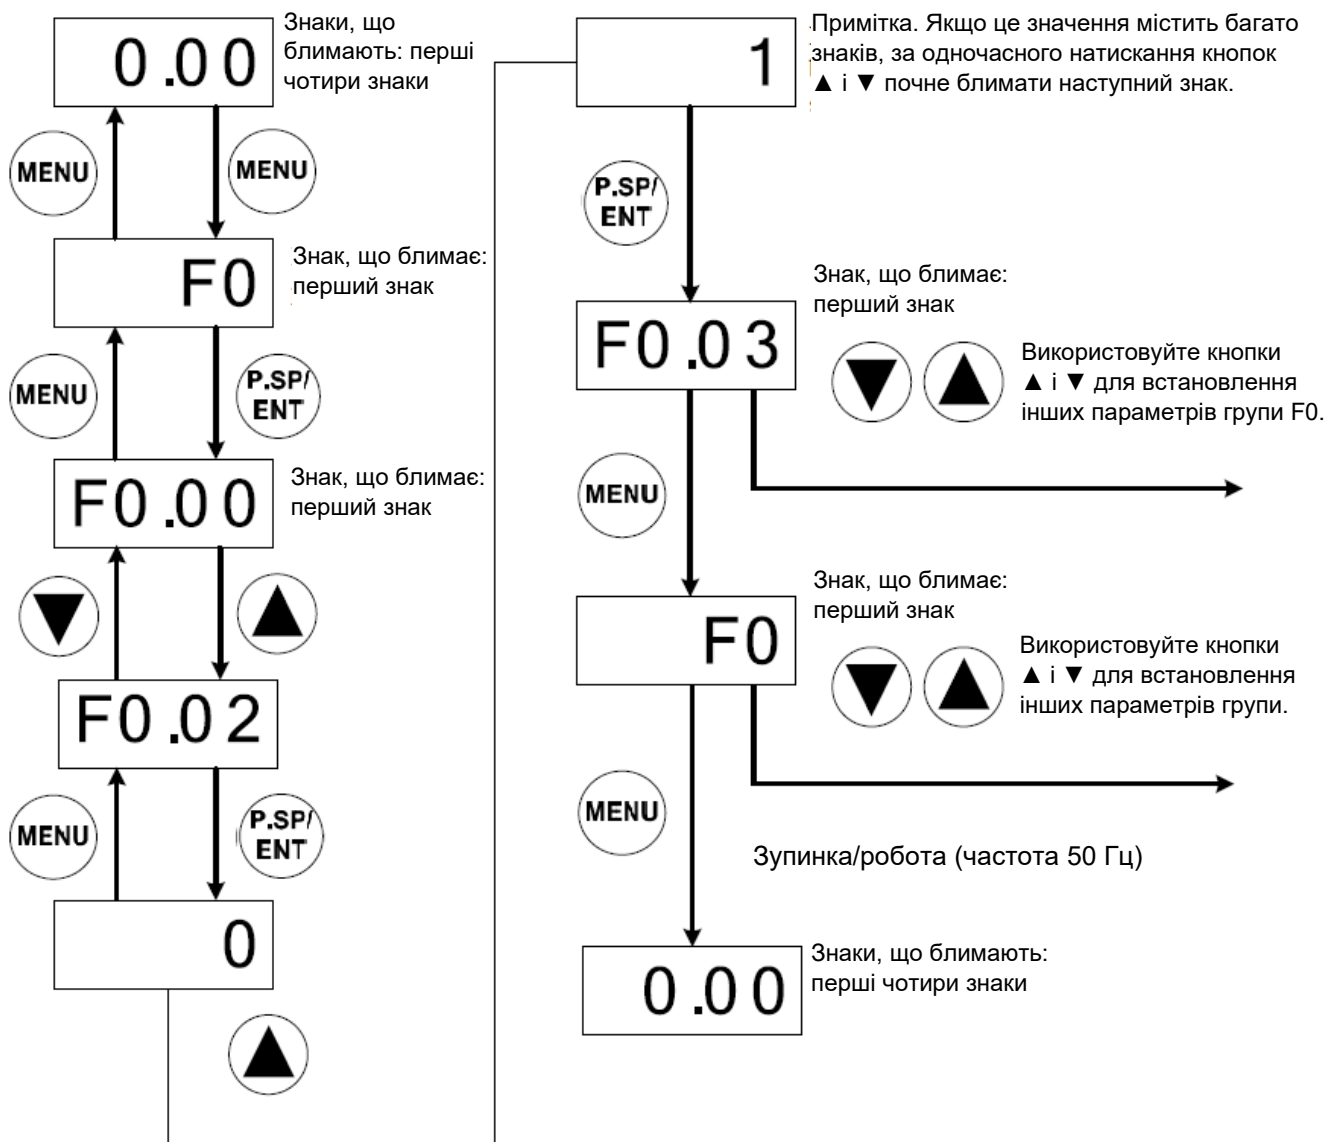 0.00
Знаки, що
блимають: перші
чотири знаки
MENU
MENU
F0
Знак, що блимає:
перший знак
MENU
P.SP/
ENT
F0.00
Знак, що блимає:
перший знак
▼
▲
F0.02
MENU
P.SP/
ENT
0
▲
1
Примітка. Якщо це значення містить багато
знаків, за одночасного натискання кнопок
▲ і ▼ почне блимати наступний знак.
P.SP/
ENT
F0.03
Знак, що блимає:
перший знак
▼ ▲
Використовуйте кнопки
▲ і ▼ для встановлення
інших параметрів групи F0.
MENU
F0
Знак, що блимає:
перший знак
▼ ▲
Використовуйте кнопки
▲ і ▼ для встановлення
інших параметрів групи.
MENU
Зупинка/робота (частота 50 Гц)
0.00
Знаки, що блимають:
перші чотири знаки